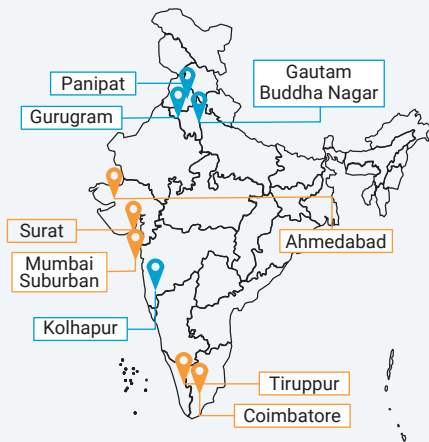 Panipat
Gautam
Buddha Nagar
Gurugram
Surat
Ahmedabad
Mumbai
Suburban
Kolhapur
Tiruppur
Coimbatore